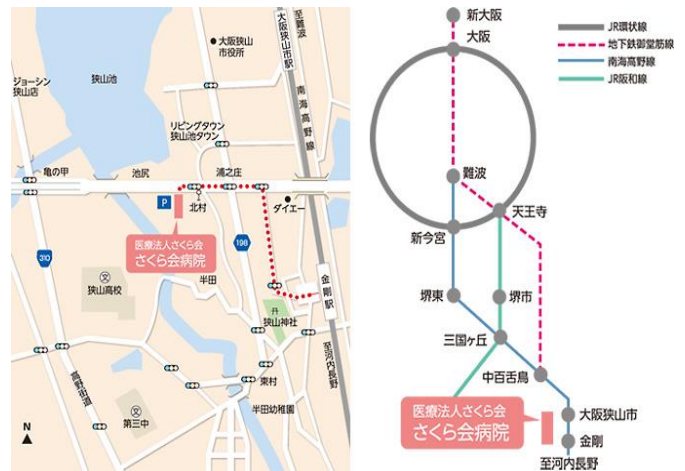 至難波
大阪狭山市駅
大阪狭山
市役所
ジョーシン
狭山店
狭山池
南海高野線
リビングタウン
狭山池タウン
亀の甲
池尻
浦之庄
P
北村
ダイエー
医療法人さくら会
さくら会病院
198
310
半田
金剛駅
狭山高校
文
狭山神社
至河内長野
高野街道
東村
半田幼稚園
文
第三中
N
新大阪
大阪
JR環状線
地下鉄御堂筋線
南海高野線
JR阪和線
難波
天王寺
新今宮
堺東
堺市
三国ヶ丘
中百舌鳥
医療法人さくら会
さくら会病院
大阪狭山市
金剛
至河内長野